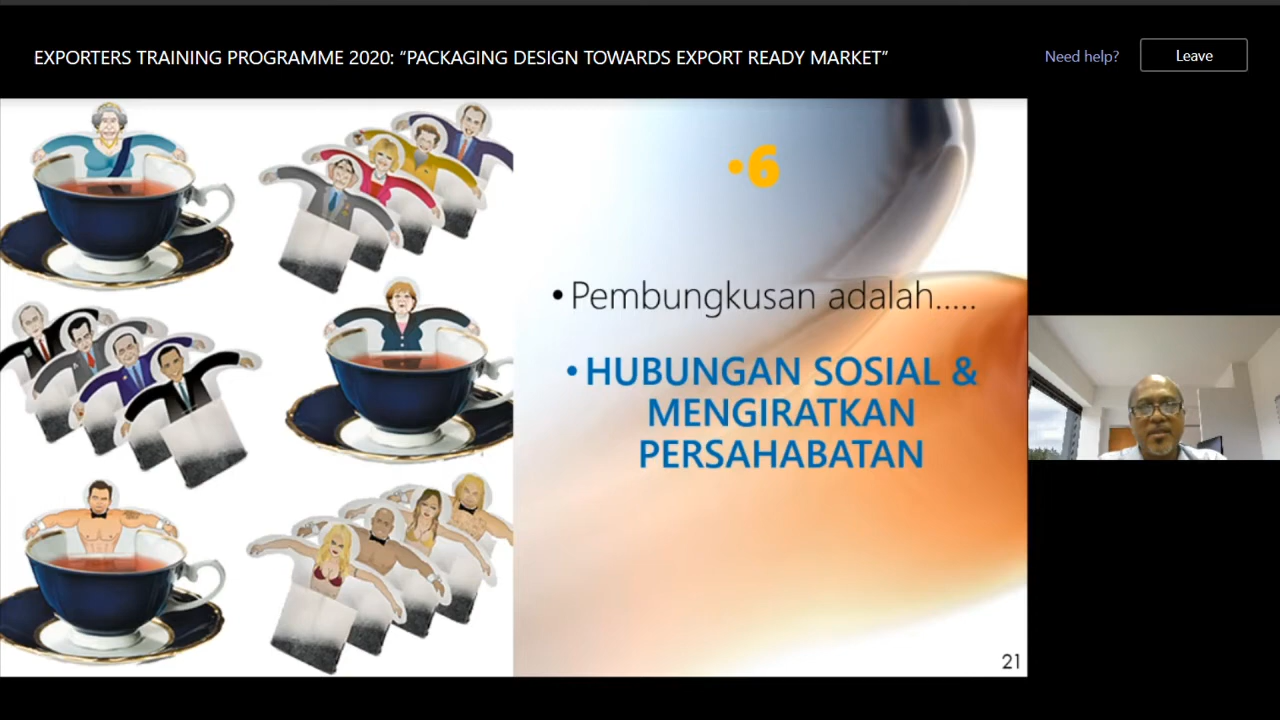 EXPORTERS TRAINING PROGRAMME 2020: “PACKAGING DESIGN TOWARDS EXPORT READY MARKET”
Need help?
Leave
•6
•Pembungkusan adalah.....
•HUBUNGAN SOSIAL &
MENGIRATKAN
PERSAHABATAN
21